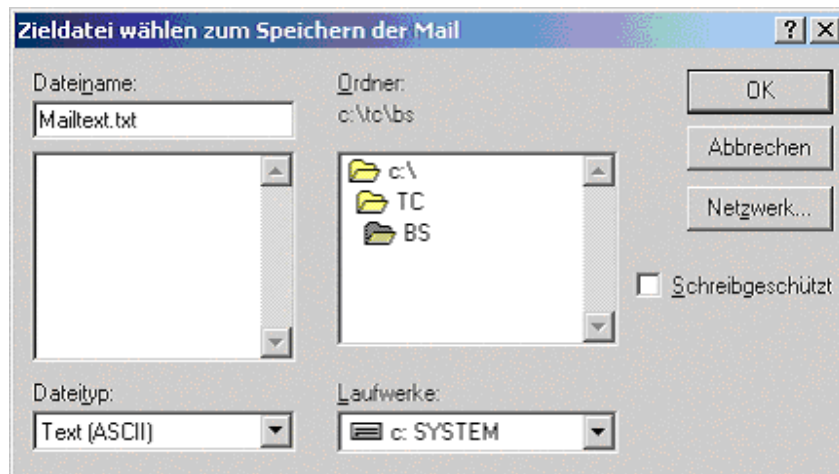 Zieldatei wählen zum Speichern der Mail
Dateiname:
Mailtext.txt
Ordner:
c:\tc\bs
c:\
TC
BS
OK
Abbrechen
Netzwerk...
Schreibgeschützt
Dateityp:
Text (ASCII)
Laufwerke:
c: SYSTEM